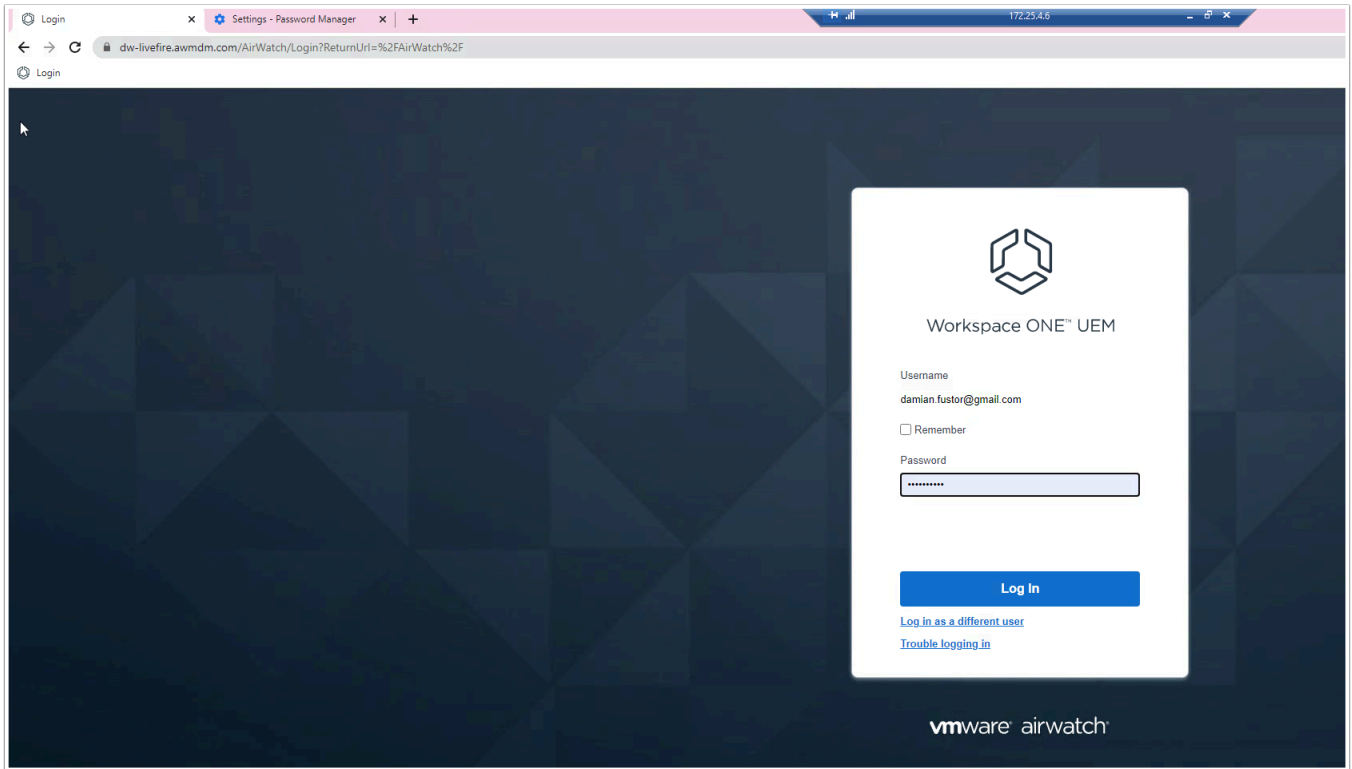 Login
Settings - Password Manager
172.25.4.6
dw-livefire.awmdm.com/AirWatch/Login?ReturnUrl=%2FAirWatch%2F
Login
Workspace ONE™ UEM
Username
damian.fustor@gmail.com
Remember
Password
••••••••••
Log In
Log in as a different user
Trouble logging in
vmware® airwatch®